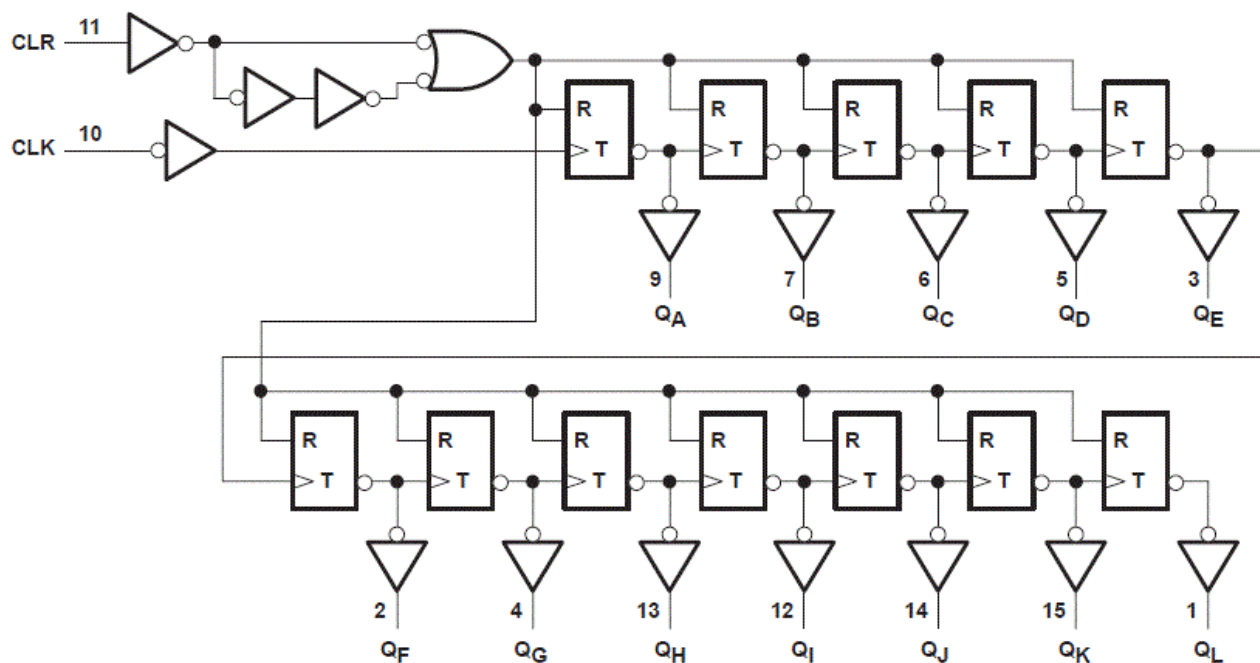 CLR 11
CLK 10
R R R R R
T T T T T
9 7 6 5 3
QA QB QC QD QE
R R R R R R R
T T T T T T T
2 4 13 12 14 15 1
QF QG QH QI QJ QK QL